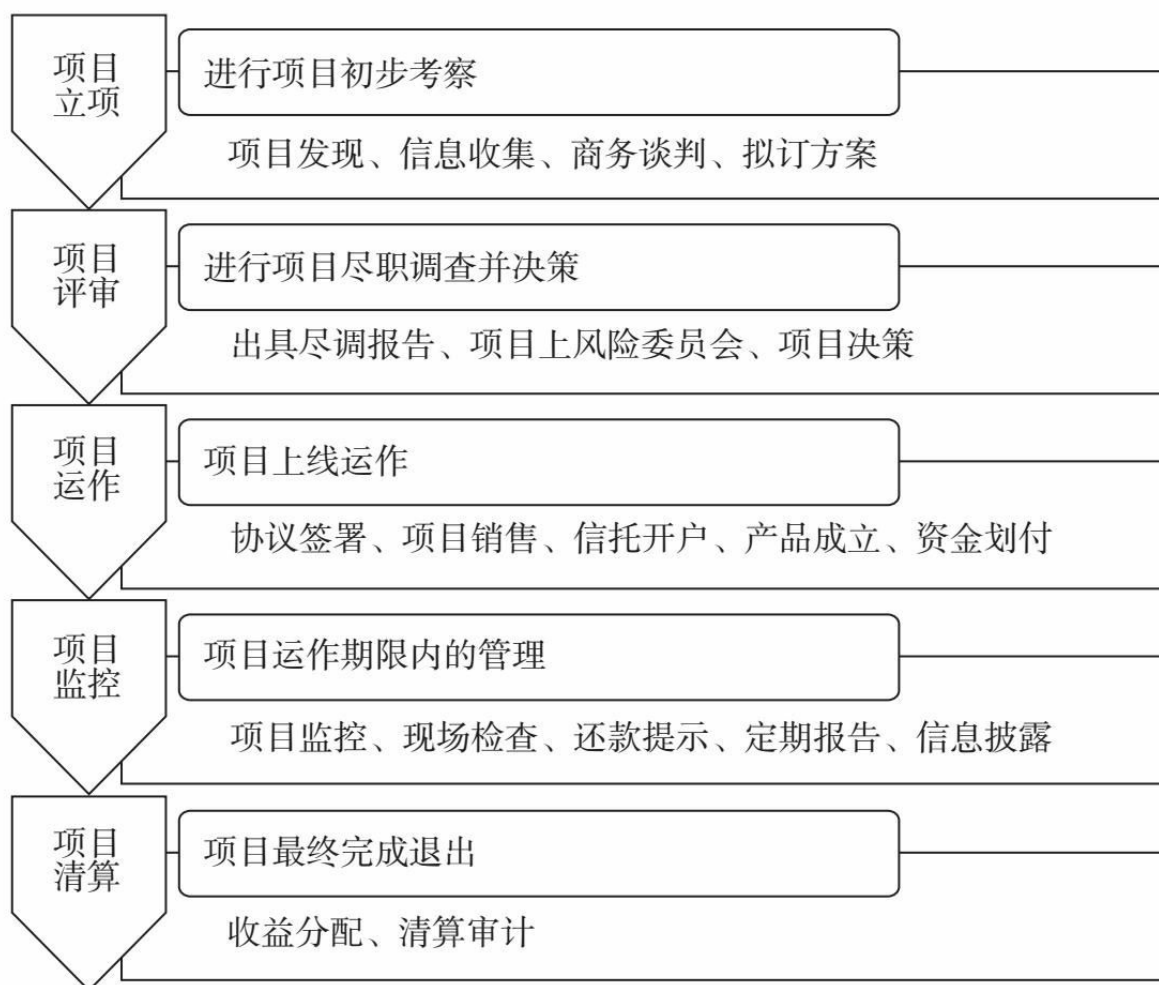 项目
立项
进行项目初步考察
项目发现、信息收集、商务谈判、拟订方案
项目
评审
进行项目尽职调查并决策
出具尽调报告、项目上风险委员会、项目决策
项目
运作
项目上线运作
协议签署、项目销售、信托开户、产品成立、资金划付
项目
监控
项目运作期限内的管理
项目监控、现场检查、还款提示、定期报告、信息披露
项目
清算
项目最终完成退出
收益分配、清算审计